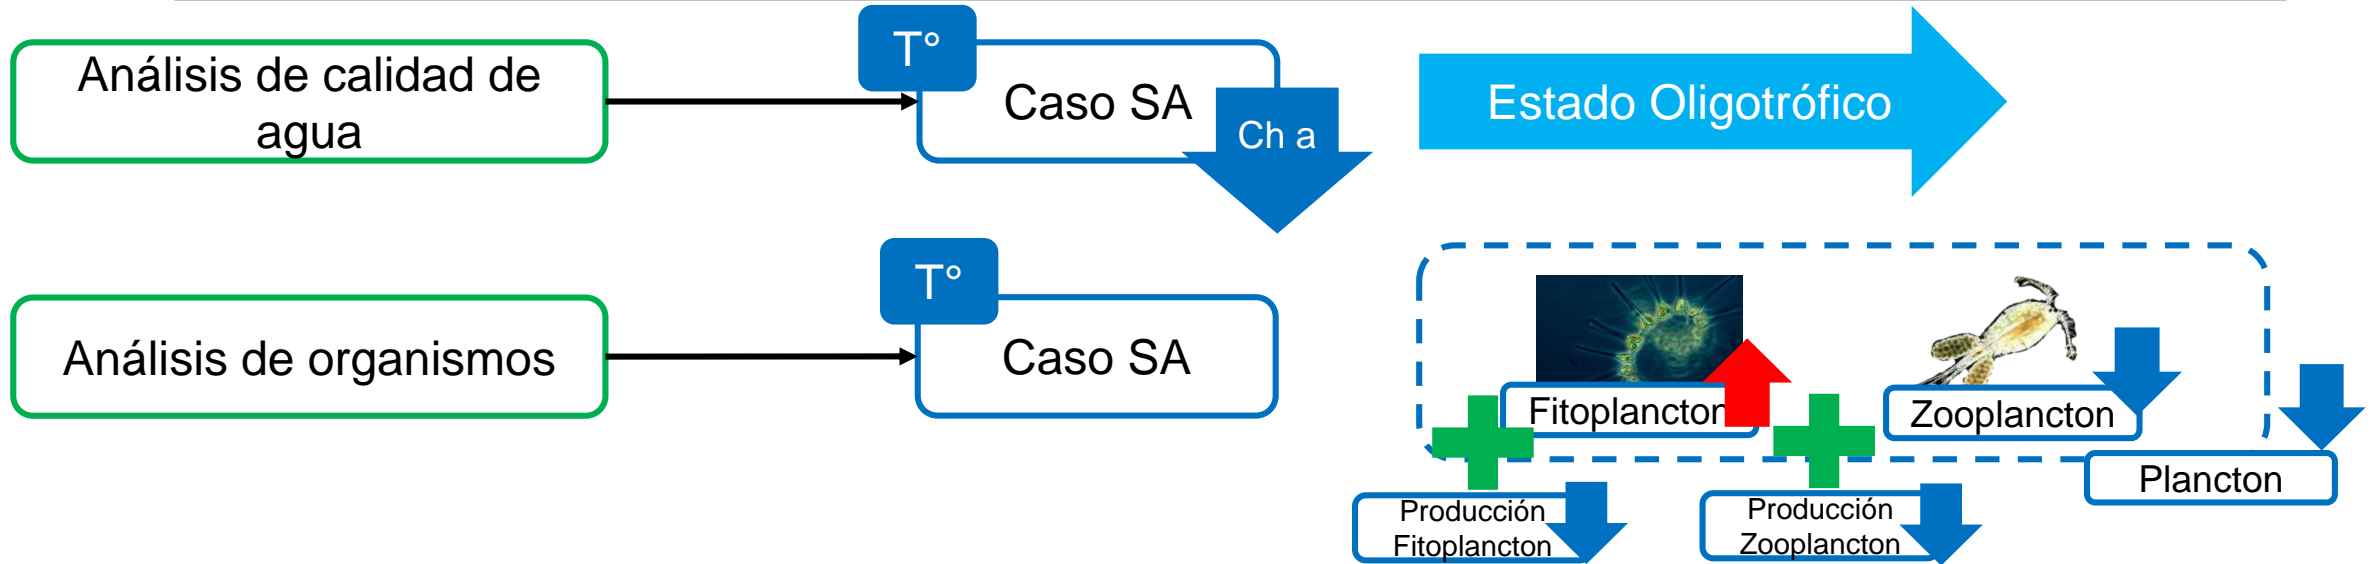 Análisis de calidad de
agua
T°
Caso SA
Ch a
Estado Oligotrófico
Análisis de organismos
T°
Caso SA
Fitoplancton
Zooplancton
Plancton
Producción
Fitoplancton
Producción
Zooplancton